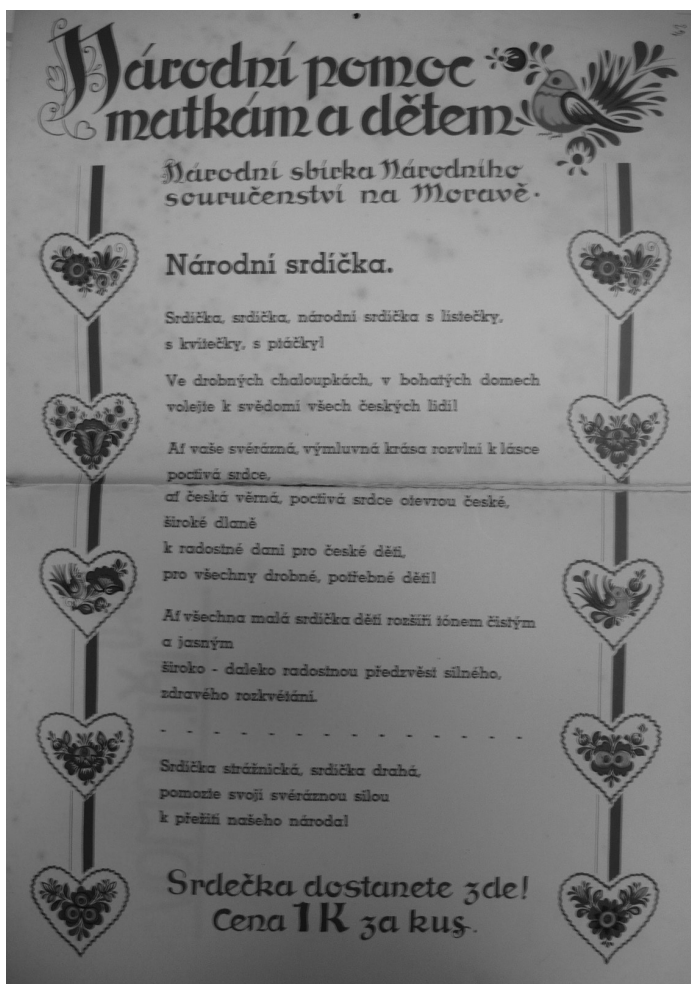 Národní pomoc
matkám a dětem
Národní sbírka Národního
souručenství na Moravě.
Národní srdíčka.
Srdíčka, srdíčka, národní srdíčka s lístečky,
s kvítečky, s ptáčky!
Ve drobných chaloupkách, v bohatých domech
volejte k svědomí všech českých lidí!
Ať vaše svérázná, výmluvná krása rozvlní k lásce
poctivá srdce,
ať česká věrná, poctivá srdce otevrou české,
široké dlaně
k radostné dani pro české děti,
pro všechny drobné, potřebné děti!
Ať všechna malá srdíčka dětí rozšíří tónem čistým
a jasným
široko - daleko radostnou předzvěst silného,
zdravého rozkvétání.
- - - - - - - - - - - - - - -
Srdíčka strážnická, srdíčka drahá,
pomozte svojí svéráznou silou
k přežití našeho národa!
Srdečka dostanete zde!
Cena 1 K za kus.